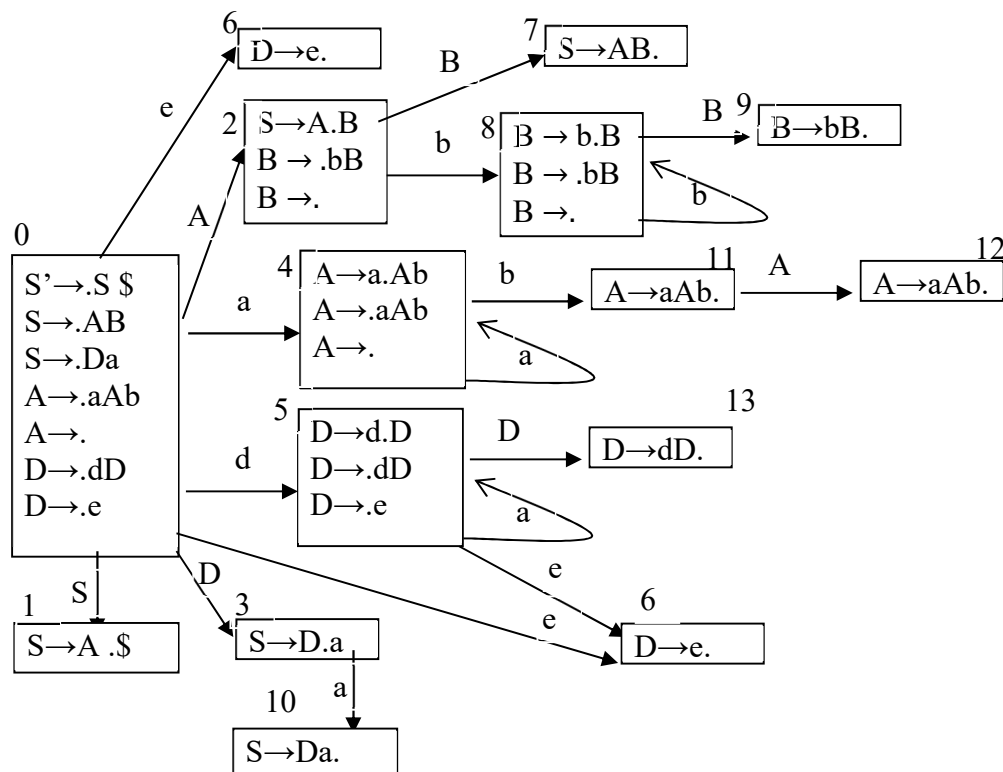 6
D→e.
7
S→AB.
e
B
2
S→A.B
B → .bB
B →.
b
8
B → b.B
B → .bB
B →.
B
9
B→bB.
b
A
0
S’→.S $
S→.AB
S→.Da
A→.aAb
A→.
D→.dD
D→.e
a
4
A→a.Ab
A→.aAb
A→.
b
11
A→aAb.
A
12
A→aAb.
a
d
5
D→d.D
D→.dD
D→.e
D
13
D→dD.
a
e
e
6
D→e.
S
1
S→A .$
D
3
S→D.a
a
10
S→Da.